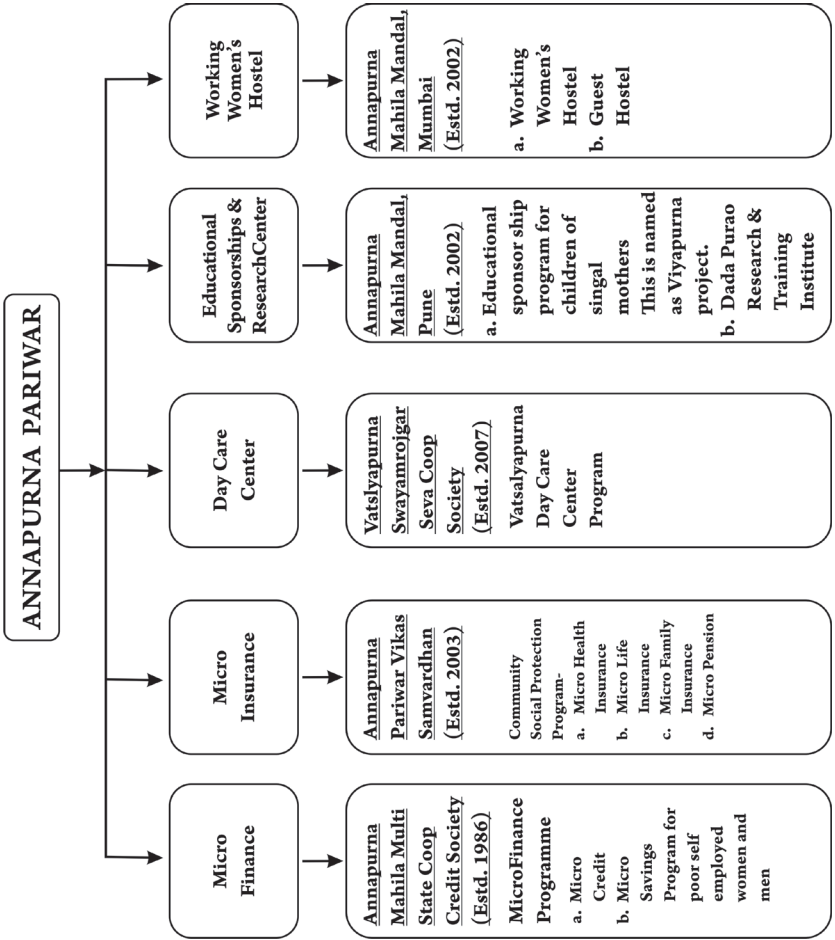 ANNAPURNA PARIWAR
Micro
Finance
Annapurna
Mahila Multi
State Coop
Credit Society
(Estd. 1986)
MicroFinance
Programme
a. Micro
Credit
b. Micro
Savings
Program for
poor self
employed
women and
men
Micro
Insurance
Annapurna
Pariwar Vikas
Samvardhan
(Estd. 2003)
Community
Social Protection
Program-
a. Micro Health
Insurance
b. Micro Life
Insurance
c. Micro Family
Insurance
d. Micro Pension
Day Care
Center
Vatslyapurna
Swayamrojgar
Seva Coop
Society
(Estd. 2007)
Vatsalyapurna
Day Care
Center
Program
Educational
Sponsorships &
ResearchCenter
Annapurna
Mahila Mandal,
Pune
(Estd. 2002)
a. Educational
sponsor ship
program for
children of
singal
mothers
This is named
as Viyapurna
project.
b. Dada Purao
Research &
Training
Institute
Working
Women's
Hostel
Annapurna
Mahila Mandal,
Mumbai
(Estd. 2002)
a. Working
Women's
Hostel
b. Guest
Hostel